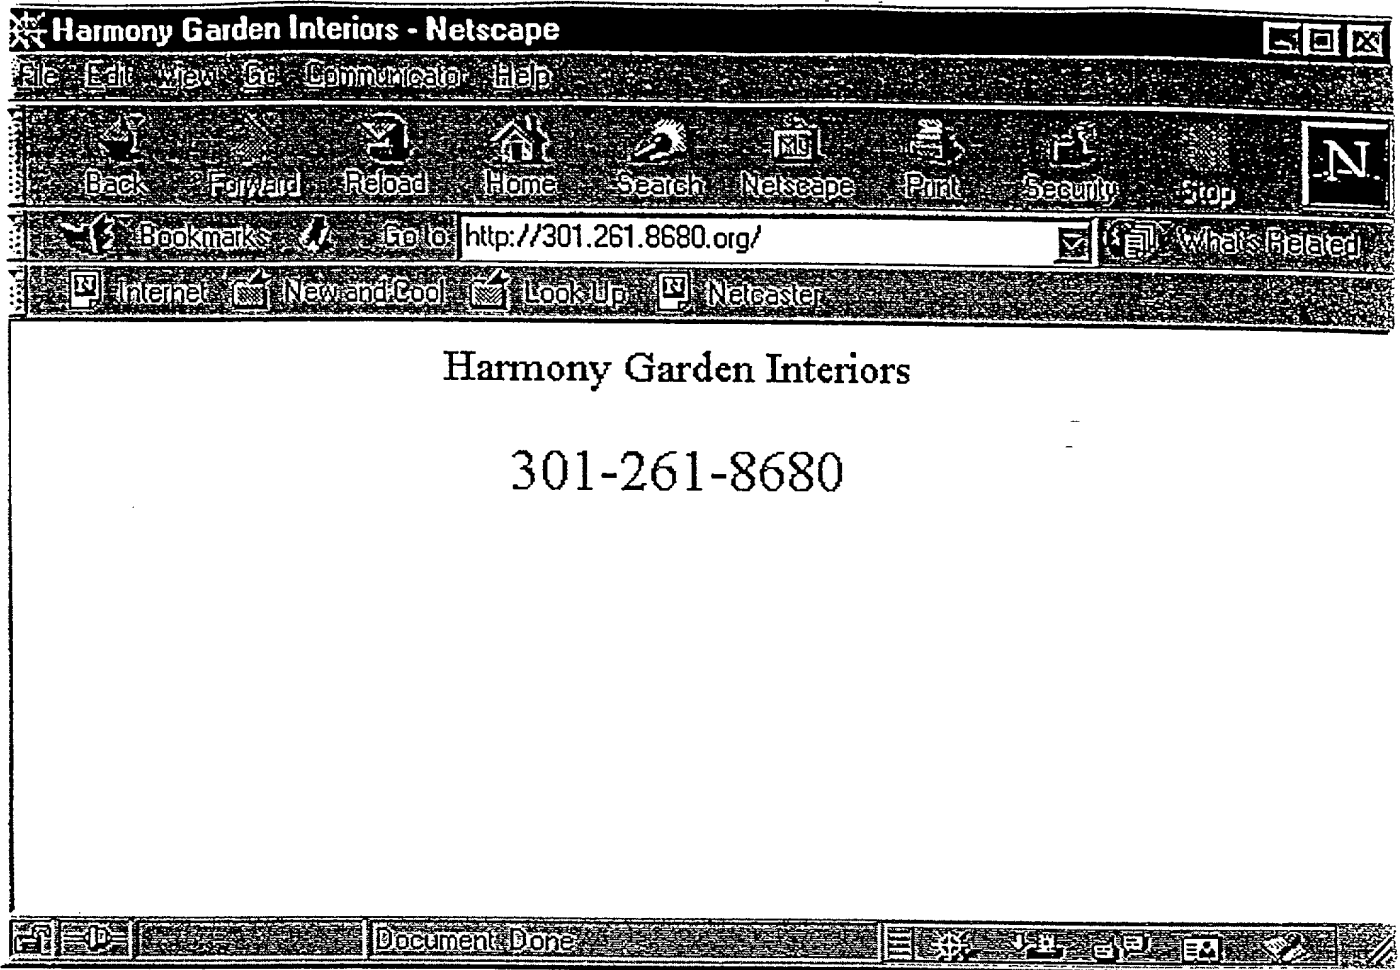 Harmony Garden Interiors - Netscape
File Edit View Go Communicator Help
Back Forward Reload Home Search Netscape Print Security Stop N
Bookmarks Go to: http://301.261.8680.org/ What's Related
Internet New and Cool Look Up Netcaster
Harmony Garden Interiors
301-261-8680
Document: Done